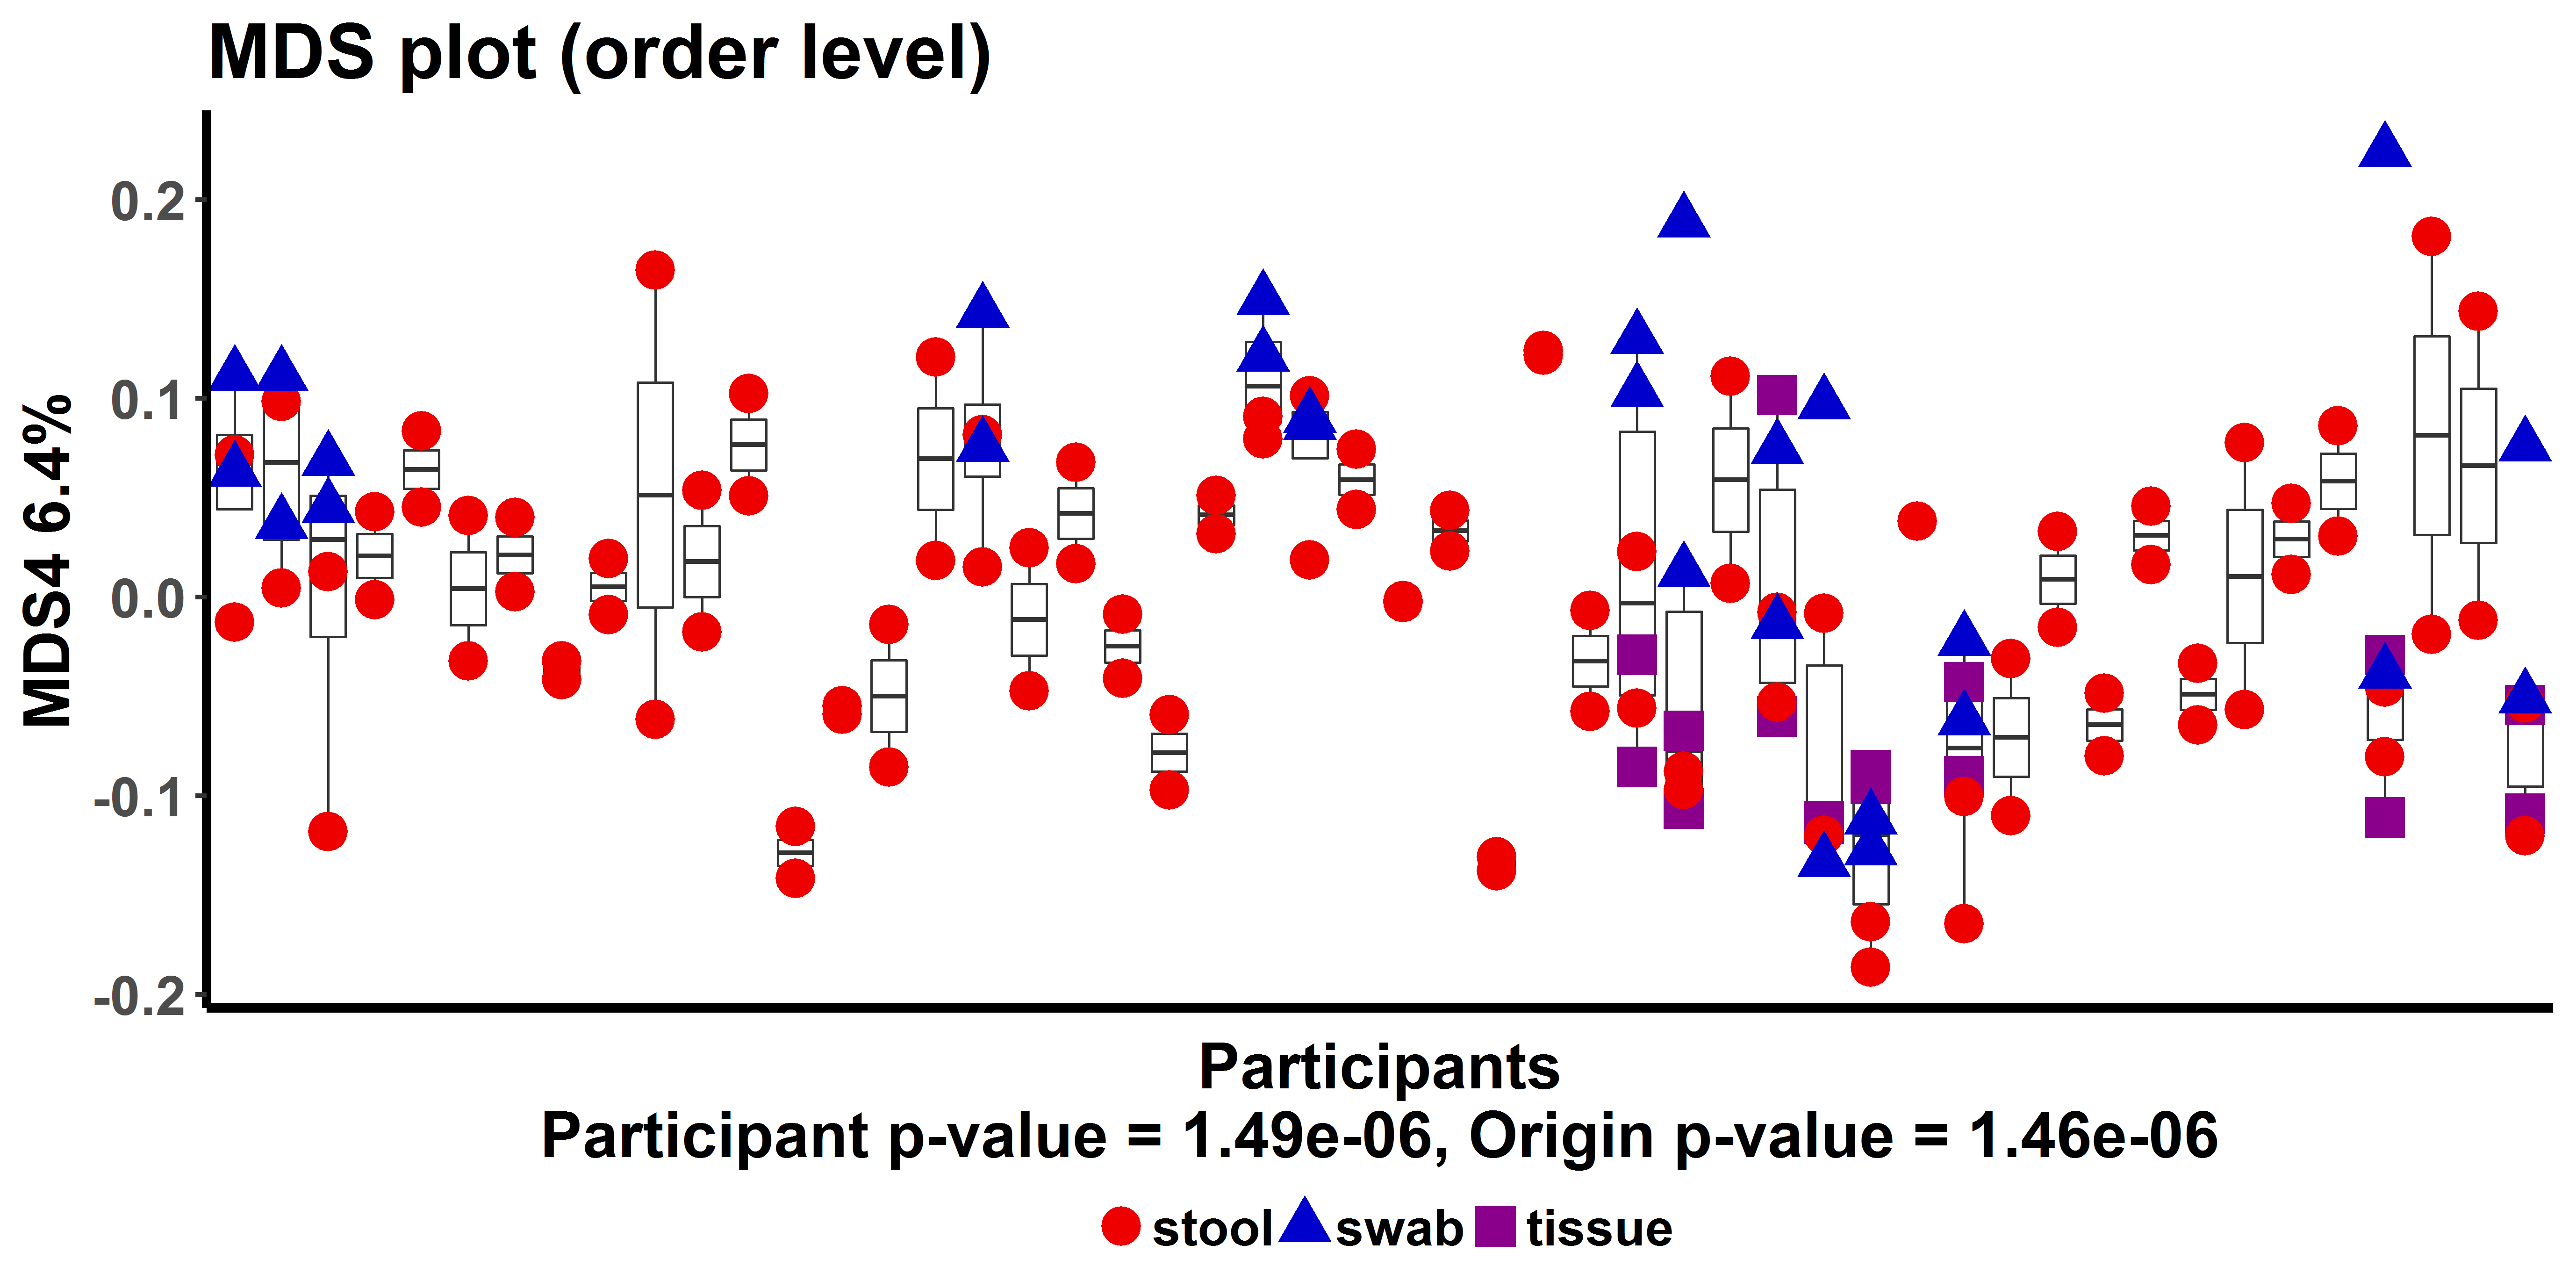 MDS plot (order level)
MDS4 6.4%
0.2
0.1
0.0
-0.1
-0.2
Participants
Participant p-value = 1.49e-06, Origin p-value = 1.46e-06
stool swab tissue